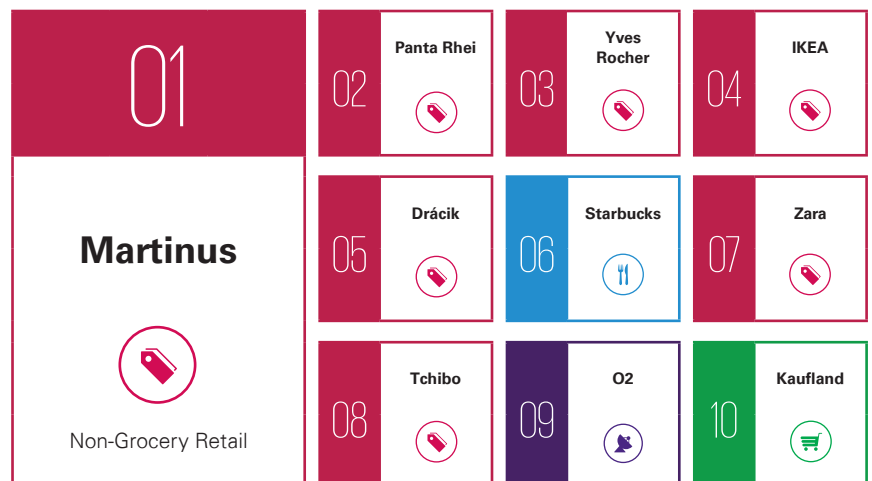 01
Martinus
Non-Grocery Retail
02
Panta Rhei
03
Yves
Rocher
04
IKEA
05
Drácik
06
Starbucks
07
Zara
08
Tchibo
09
O2
10
Kaufland